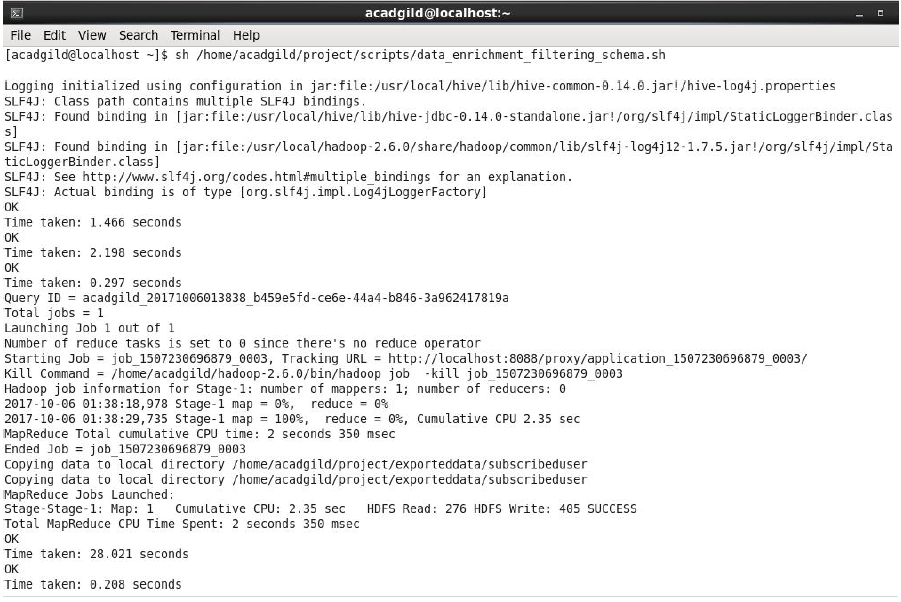 acadgild@localhost:~
File Edit View Search Terminal Help
[acadgild@localhost ~]$ sh /home/acadgild/project/scripts/data_enrichment_filtering_schema.sh
Logging initialized using configuration in jar:file:/usr/local/hive/lib/hive-common-0.14.0.jar!/hive-log4j.properties
SLF4J: Class path contains multiple SLF4J bindings.
SLF4J: Found binding in [jar:file:/usr/local/hive/lib/hive-jdbc-0.14.0-standalone.jar!/org/slf4j/impl/StaticLoggerBinder.clas
s]
SLF4J: Found binding in [jar:file:/usr/local/hadoop-2.6.0/share/hadoop/common/lib/slf4j-log4j12-1.7.5.jar!/org/slf4j/impl/Sta
ticLoggerBinder.class]
SLF4J: See http://www.slf4j.org/codes.html#multiple_bindings for an explanation.
SLF4J: Actual binding is of type [org.slf4j.impl.Log4jLoggerFactory]
OK
Time taken: 1.466 seconds
OK
Time taken: 2.198 seconds
OK
Time taken: 0.297 seconds
Query ID = acadgild_20171006013838_b459e5fd-ce6e-44a4-b846-3a962417819a
Total jobs = 1
Launching Job 1 out of 1
Number of reduce tasks is set to 0 since there's no reduce operator
Starting Job = job_1507230696879_0003, Tracking URL = http://localhost:8088/proxy/application_1507230696879_0003/
Kill Command = /home/acadgild/hadoop-2.6.0/bin/hadoop job  -kill job_1507230696879_0003
Hadoop job information for Stage-1: number of mappers: 1; number of reducers: 0
2017-10-06 01:38:18,978 Stage-1 map = 0%,  reduce = 0%
2017-10-06 01:38:29,735 Stage-1 map = 100%,  reduce = 0%, Cumulative CPU 2.35 sec
MapReduce Total cumulative CPU time: 2 seconds 350 msec
Ended Job = job_1507230696879_0003
Copying data to local directory /home/acadgild/project/exporteddata/subscribeduser
Copying data to local directory /home/acadgild/project/exporteddata/subscribeduser
MapReduce Jobs Launched:
Stage-Stage-1: Map: 1   Cumulative CPU: 2.35 sec   HDFS Read: 276 HDFS Write: 405 SUCCESS
Total MapReduce CPU Time Spent: 2 seconds 350 msec
OK
Time taken: 28.021 seconds
OK
Time taken: 0.208 seconds